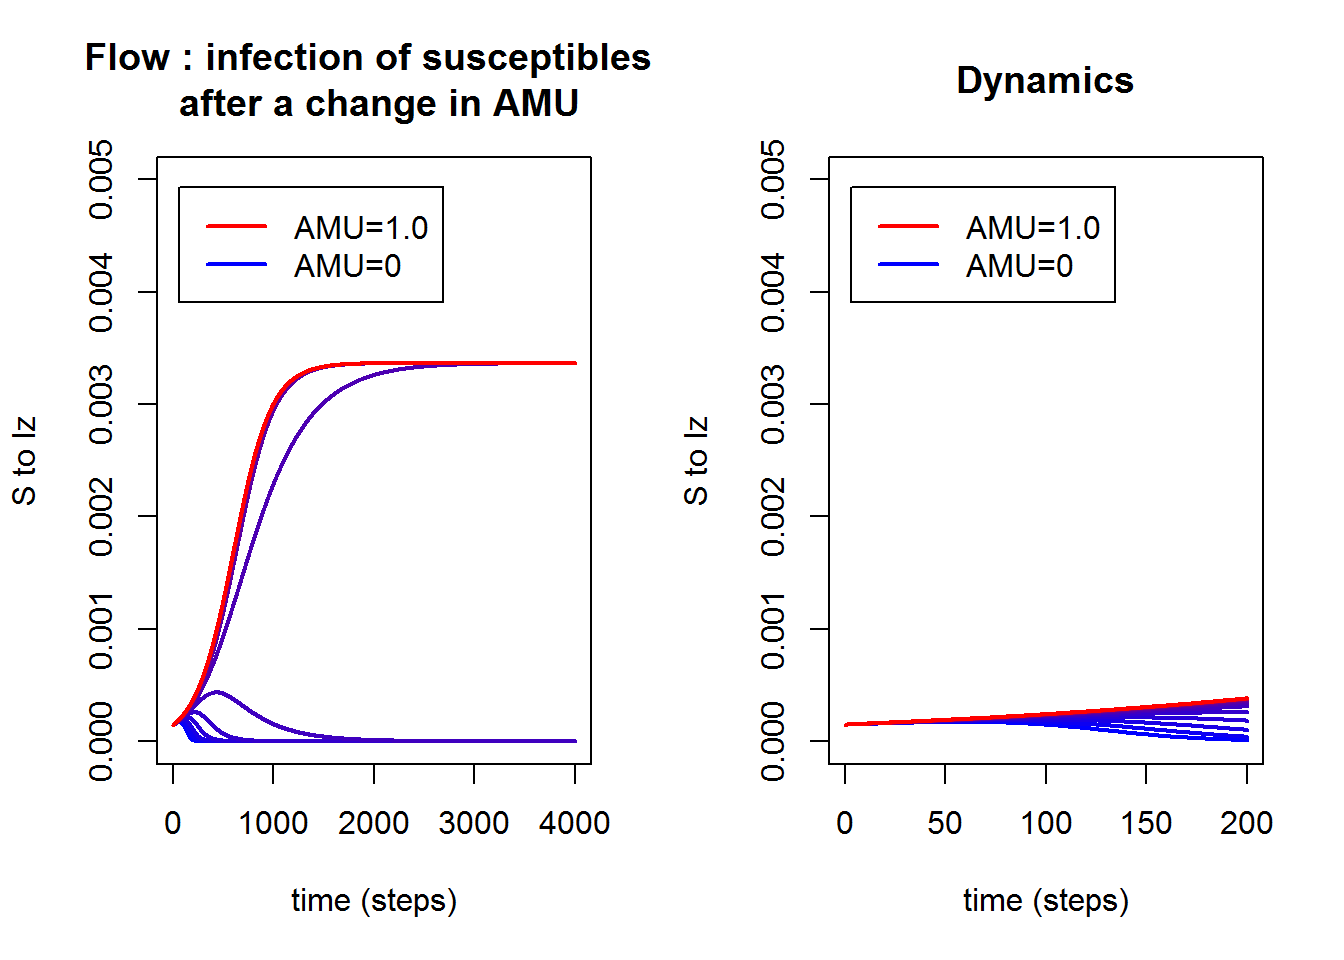 Flow : infection of susceptibles
after a change in AMU
S to Iz
0.005
0.004
0.003
0.002
0.001
0.000
AMU=1.0
AMU=0
0 1000 2000 3000 4000
time (steps)
Dynamics
S to Iz
0.005
0.004
0.003
0.002
0.001
0.000
AMU=1.0
AMU=0
0 50 100 150 200
time (steps)